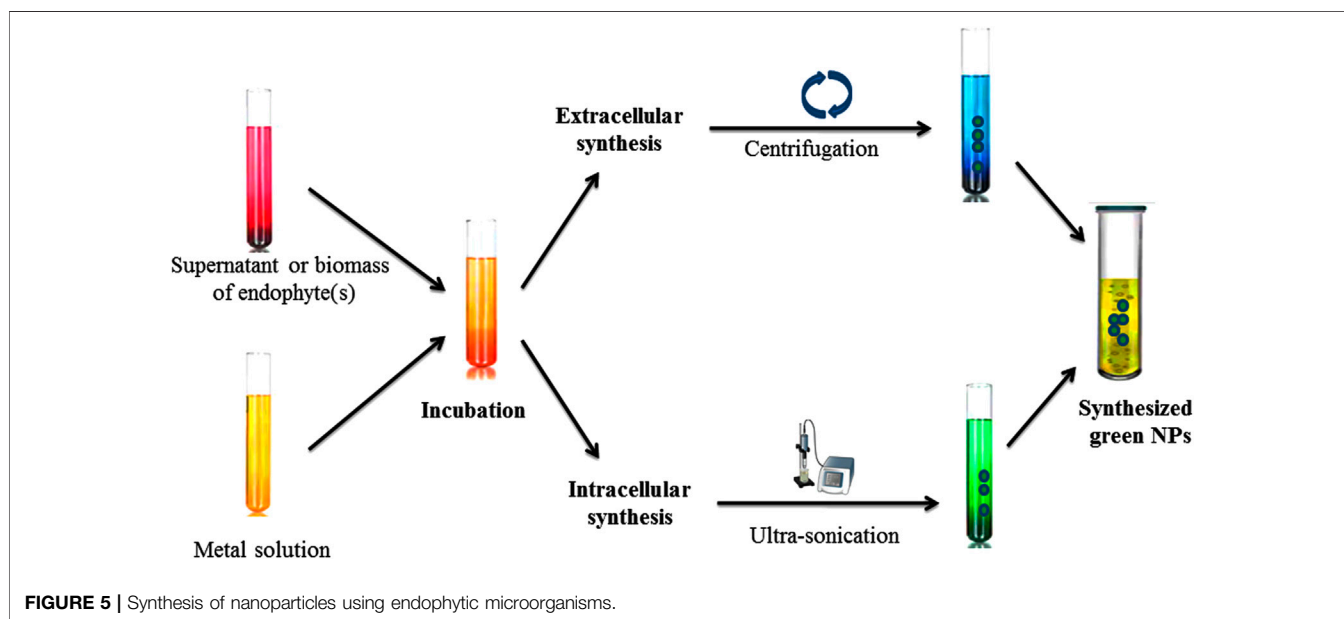 Supernatant or biomass
of endophyte(s)
Metal solution
Incubation
Extracellular
synthesis
Centrifugation
Intracellular
synthesis
Ultra-sonication
Synthesized
green NPs
FIGURE 5 | Synthesis of nanoparticles using endophytic microorganisms.